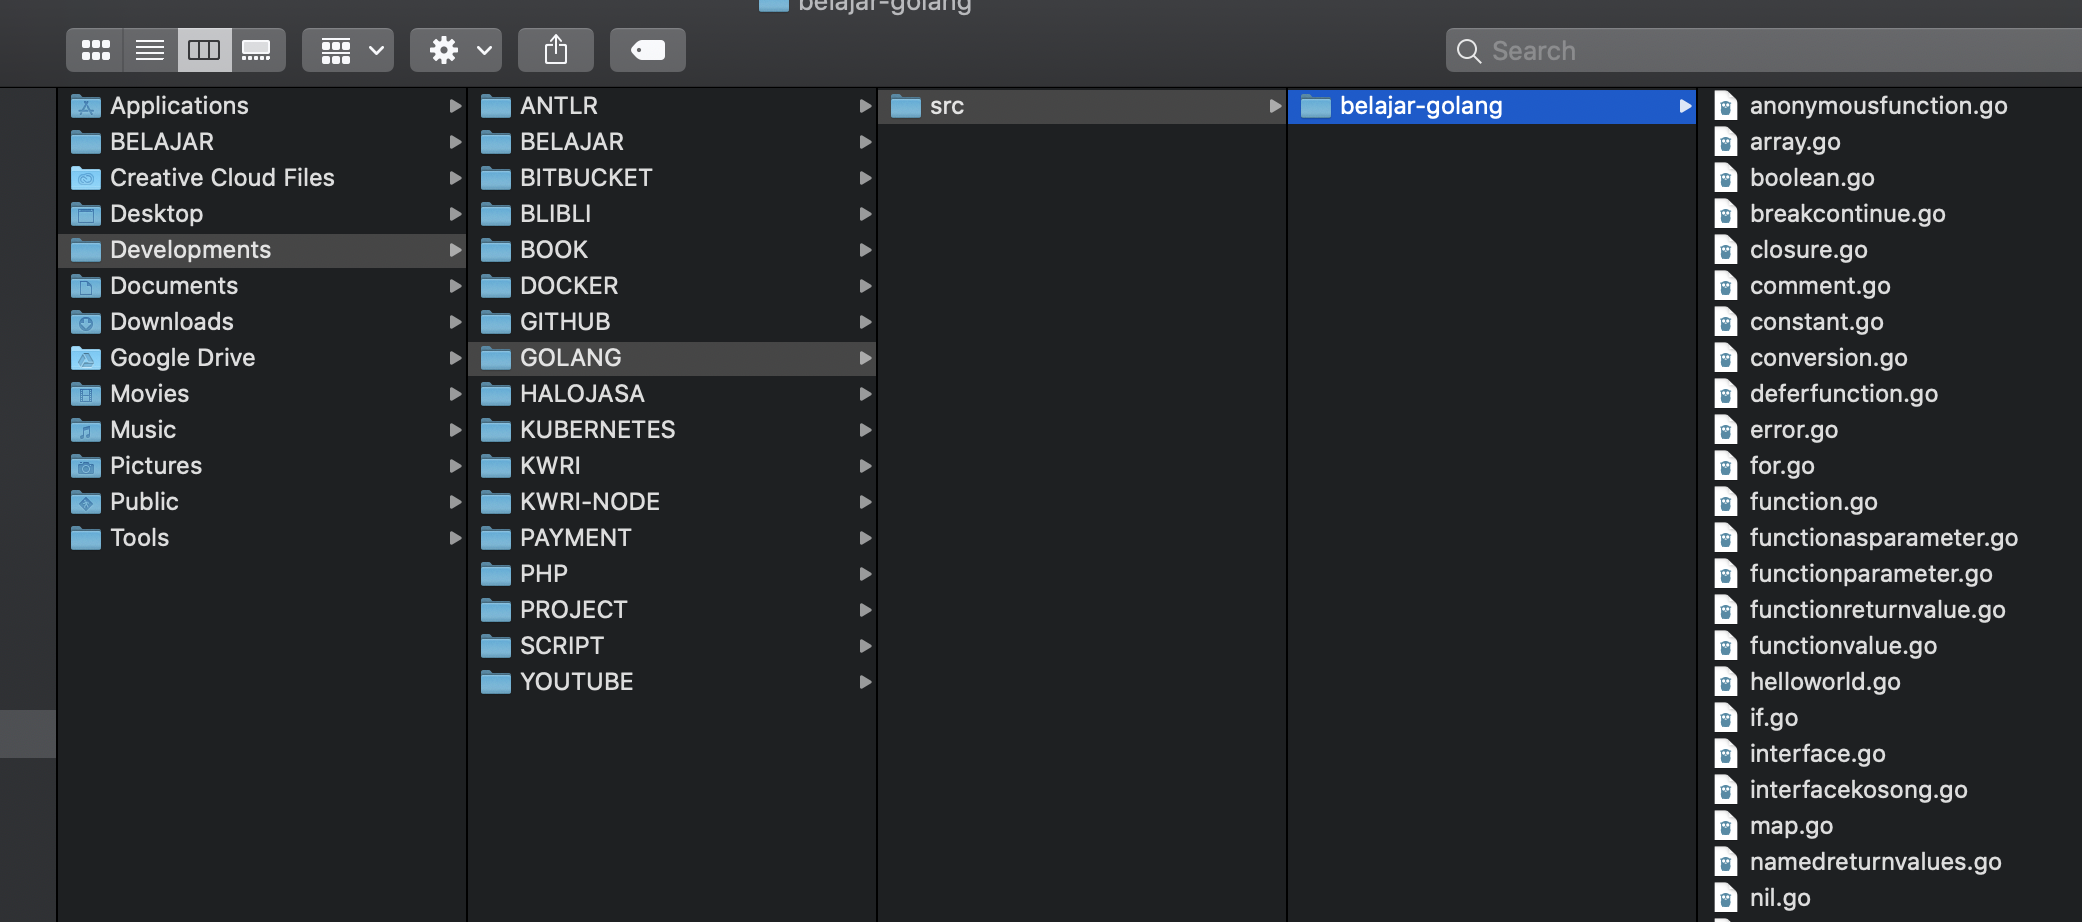 belajar-golang
Search
Applications
BELAJAR
Creative Cloud Files
Desktop
Developments
Documents
Downloads
Google Drive
Movies
Music
Pictures
Public
Tools
ANTLR
BELAJAR
BITBUCKET
BLIBLI
BOOK
DOCKER
GITHUB
GOLANG
HALOJASA
KUBERNETES
KWRI
KWRI-NODE
PAYMENT
PHP
PROJECT
SCRIPT
YOUTUBE
src
belajar-golang
anonymousfunction.go
array.go
boolean.go
breakcontinue.go
closure.go
comment.go
constant.go
conversion.go
deferfunction.go
error.go
for.go
function.go
functionasparameter.go
functionparameter.go
functionreturnvalue.go
functionvalue.go
helloworld.go
if.go
interface.go
interfacekosong.go
map.go
namedreturnvalues.go
nil.go